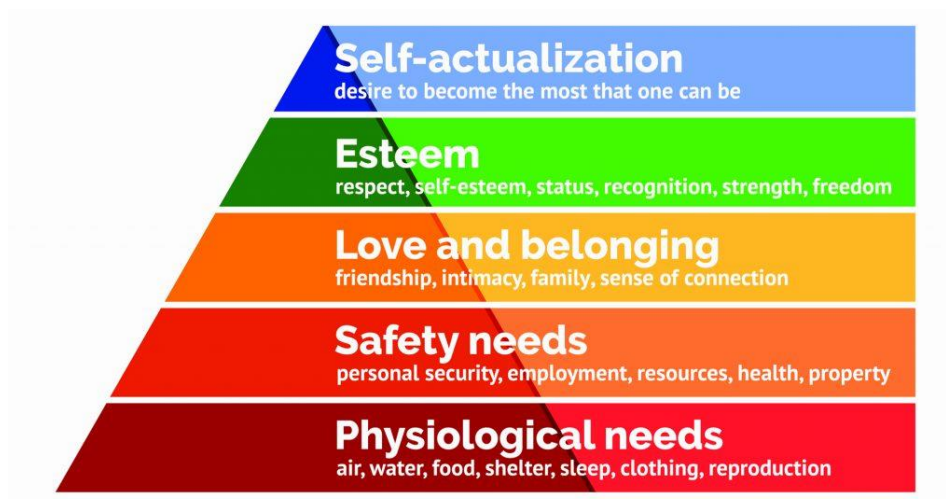 Self-actualization
desire to become the most that one can be
Esteem
respect, self-esteem, status, recognition, strength, freedom
Love and belonging
friendship, intimacy, family, sense of connection
Safety needs
personal security, employment, resources, health, property
Physiological needs
air, water, food, shelter, sleep, clothing, reproduction